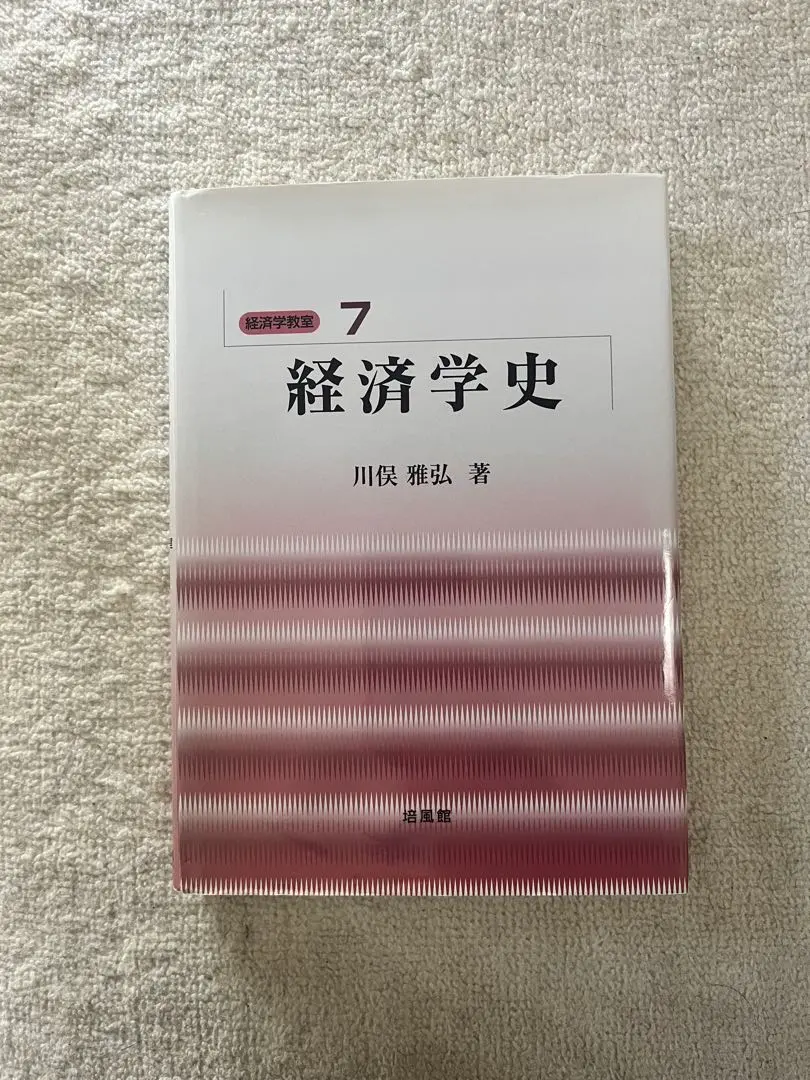 経済学教室 7
経済学史
川俣 雅弘 著
培風館